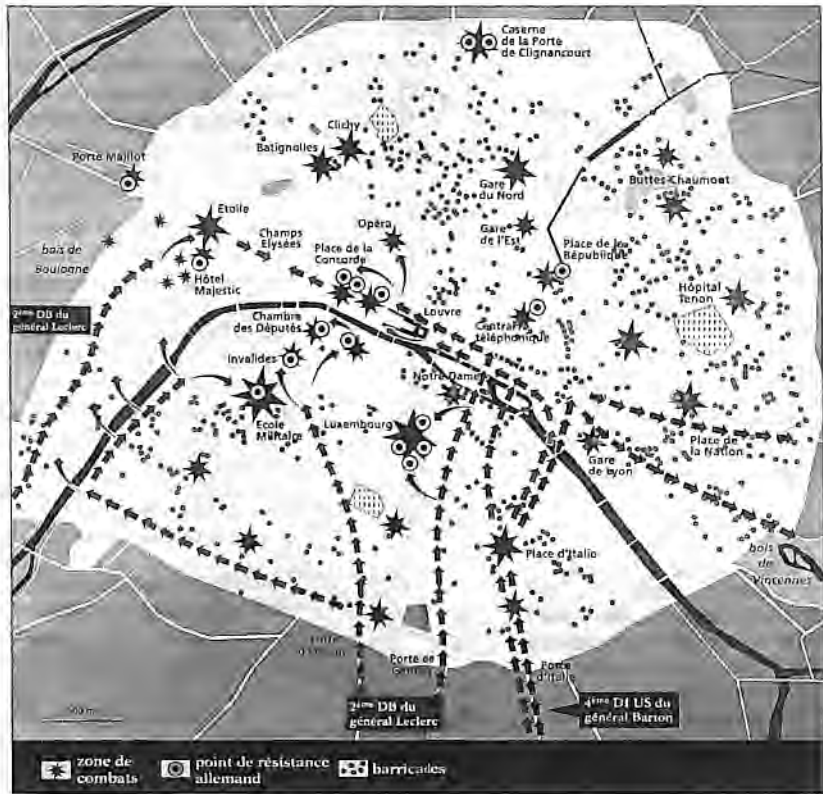 Caserne
de la Porte
de Clignancourt
Clichy
Batignolles
Porte Maillot
Gare
du Nord
Buttes-Chaumont
Etoile
Opéra
Champs
Elysées
Gare
de l'Est
Place de la
République
bois de
Boulogne
Place de la
Concorde
Hôtel
Majestic
Hôpital
Tenon
2ème DB du
général Leclerc
Louvre
Chambre
des Députés
téléphonique
Invalides
Notre-Dame
Ecole
Militaire
Luxembourg
Place de
la Nation
Gare
de Lyon
Place d'Italie
bois
de
Vincennes
Porte de
Porte
d'Italie
2ème DB du
général Leclerc
4ème DI US du
général Barton
zone de
combats
point de résistance
allemand
barricades